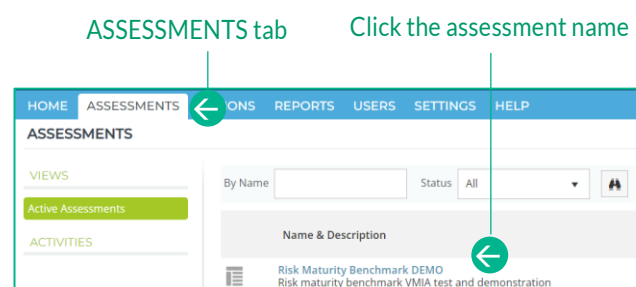 ASSESSMENTS tab
Click the assessment name
HOME ASSESSMENTS ONS REPORTS USERS SETTINGS HELP
ASSESSMENTS
VIEWS
By Name Status All
Active Assessments
ACTIVITIES
Name & Description
Risk Maturity Benchmark DEMO
Risk maturity benchmark VMIA test and demonstration